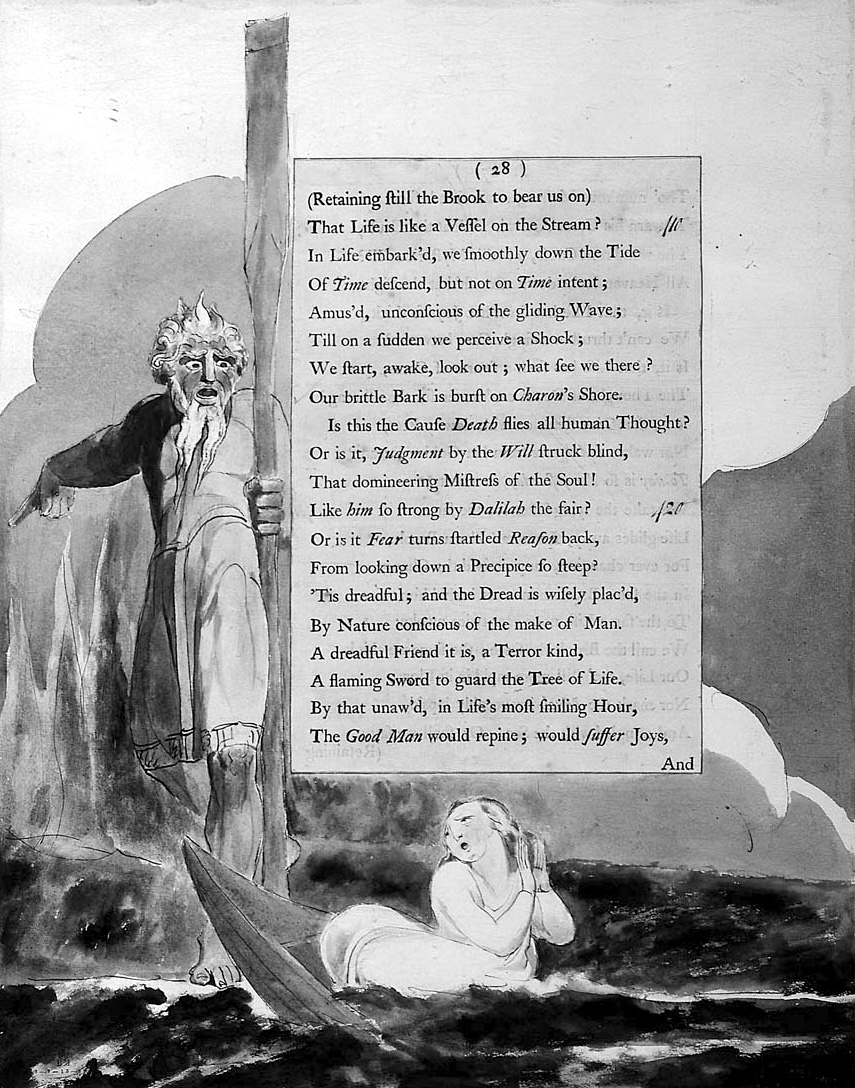 ( 28 )
(Retaining ſtill the Brook to bear us on)
That Life is like a Veſſel on the Stream?
In Life embark'd, we ſmoothly down the Tide
Of Time deſcend, but not on Time intent;
Amus'd, unconſcious of the gliding Wave;
Till on a ſudden we perceive a Shock;
We ſtart, awake, look out; what ſee we there?
Our brittle Bark is burſt on Charon's Shore.
Is this the Cauſe Death flies all human Thought?
Or is it, Judgment by the Will ſtruck blind,
That domineering Miſtreſs of the Soul!
Like him ſo ſtrong by Dalilah the fair?
Or is it Fear turns ſtartled Reaſon back,
From looking down a Precipice ſo ſteep?
'Tis dreadful; and the Dread is wiſely plac'd,
By Nature conſcious of the make of Man.
A dreadful Friend it is, a Terror kind,
A flaming Sword to guard the Tree of Life.
By that unaw'd, in Life's moſt ſmiling Hour,
The Good Man would repine; would ſuffer Joys,
And